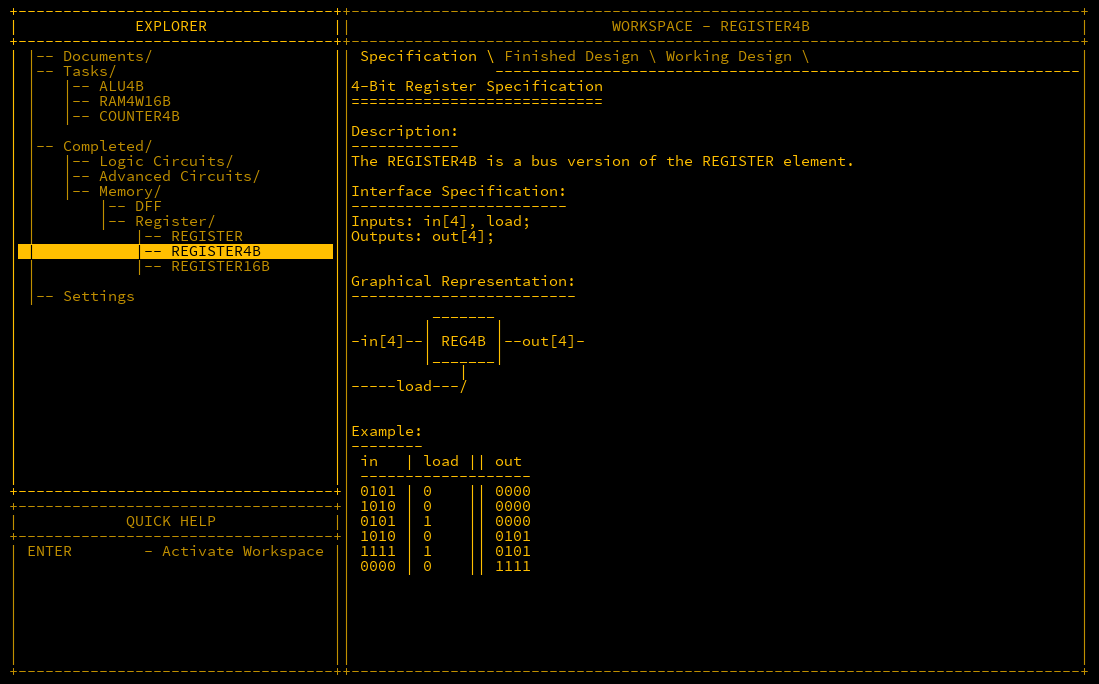 EXPLORER
|-- Documents/
|-- Tasks/
|   |-- ALU4B
|   |-- RAM4W16B
|   |-- COUNTER4B
|
|-- Completed/
|   |-- Logic Circuits/
|   |-- Advanced Circuits/
|   |-- Memory/
|       |-- DFF
|       |-- Register/
|           |-- REGISTER
|           |-- REGISTER4B
|           |-- REGISTER16B
|
|-- Settings
QUICK HELP
ENTER        - Activate Workspace
WORKSPACE - REGISTER4B
Specification \ Finished Design \ Working Design \
4-Bit Register Specification
============================
Description:
------------
The REGISTER4B is a bus version of the REGISTER element.
Interface Specification:
------------------------
Inputs: in[4], load;
Outputs: out[4];
Graphical Representation:
-------------------------
          _______
         |       |
-in[4]--| REG4B |--out[4]-
         |_______|
             |
-----load---/
Example:
--------
 in   | load || out
 -------------------
 0101 | 0    || 0000
 1010 | 0    || 0000
 0101 | 1    || 0000
 1010 | 0    || 0101
 1111 | 1    || 0101
 0000 | 0    || 1111